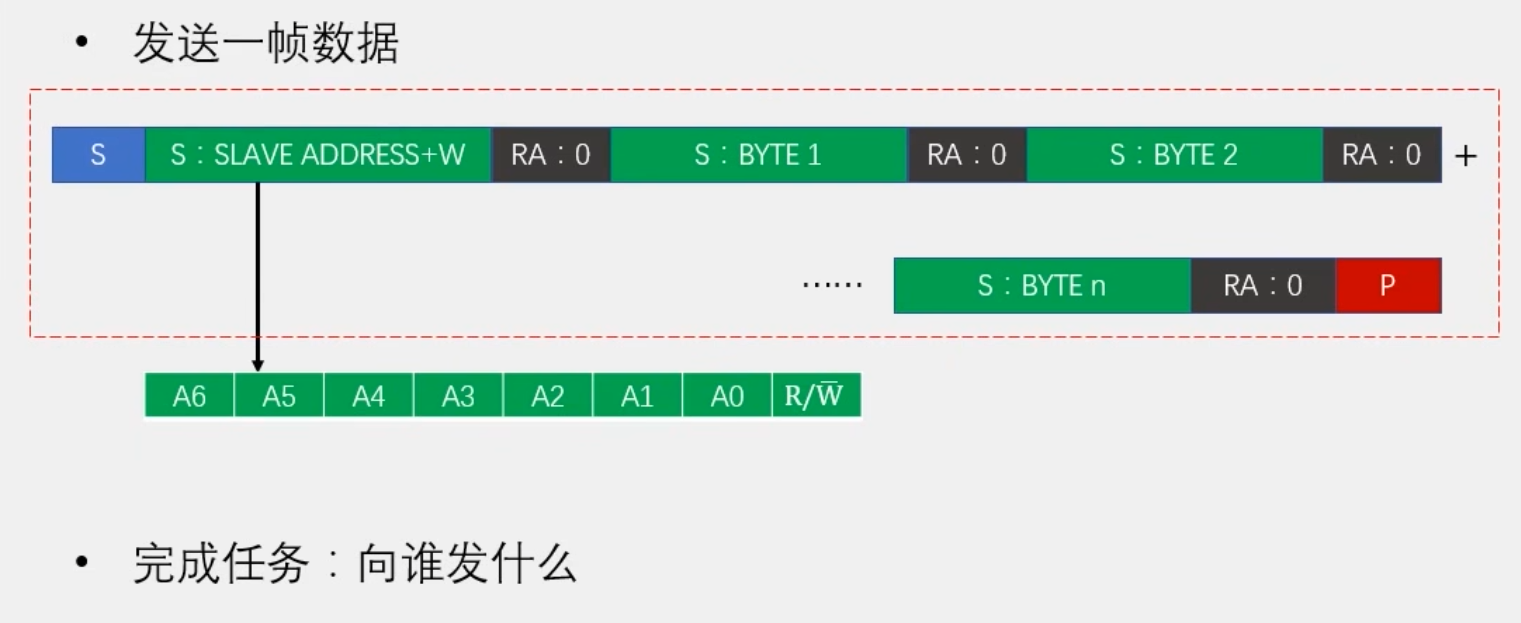 • 发送一帧数据
S S：SLAVE ADDRESS+W RA：0 S：BYTE 1 RA：0 S：BYTE 2 RA：0 +
…… S：BYTE n RA：0 P
A6 A5 A4 A3 A2 A1 A0 R/W̅
• 完成任务：向谁发什么